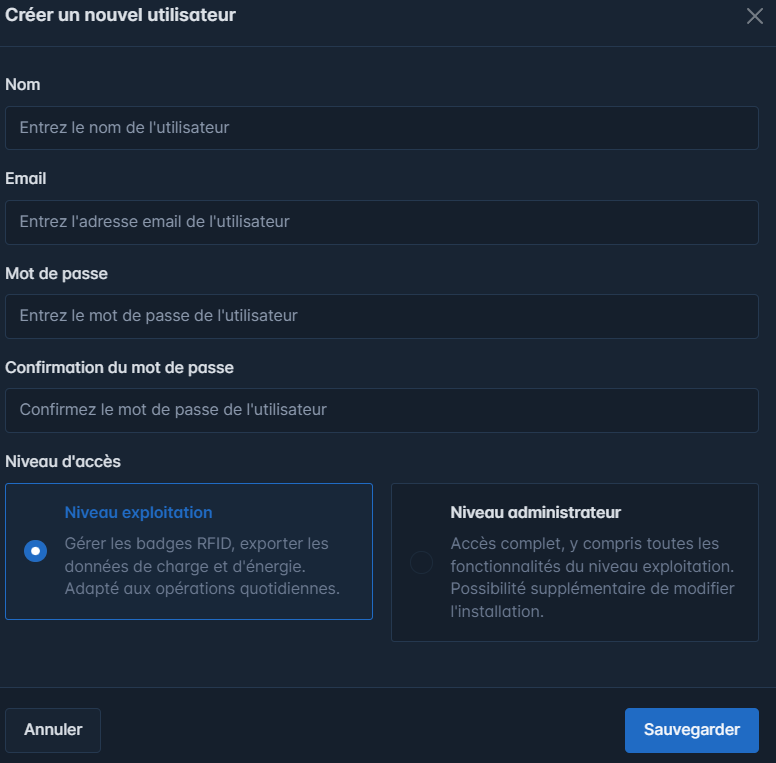 Créer un nouvel utilisateur
Nom
Entrez le nom de l'utilisateur
Email
Entrez l'adresse email de l'utilisateur
Mot de passe
Entrez le mot de passe de l'utilisateur
Confirmation du mot de passe
Confirmez le mot de passe de l'utilisateur
Niveau d'accès
Niveau exploitation
Gérer les badges RFID, exporter les
données de charge et d'énergie.
Adapté aux opérations quotidiennes.
Niveau administrateur
Accès complet, y compris toutes les
fonctionnalités du niveau exploitation.
Possibilité supplémentaire de modifier
l'installation.
Annuler
Sauvegarder